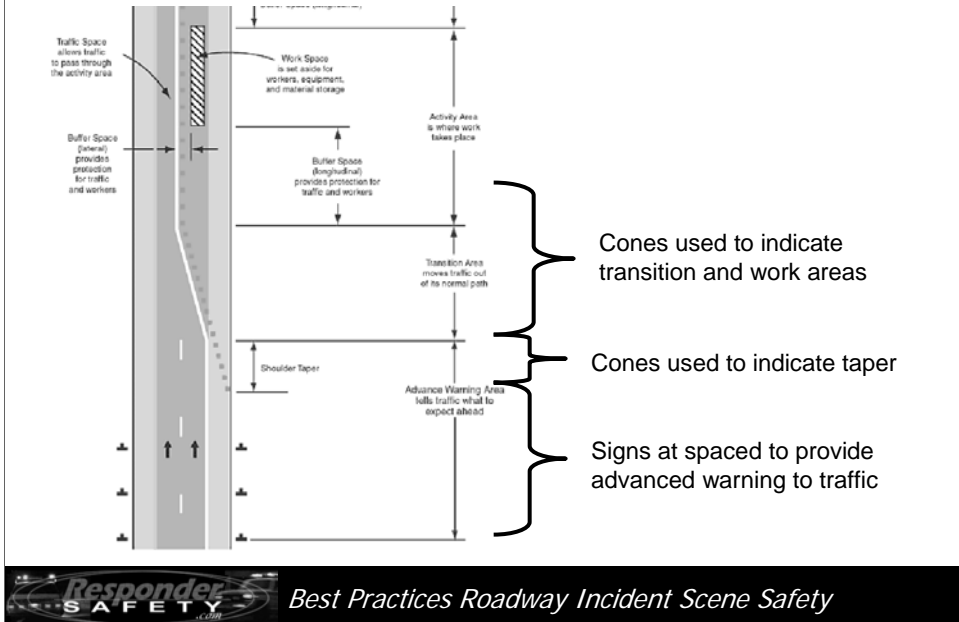 Traffic Space
allows traffic
to pass through
the activity area
Work Space
is set aside for
workers, equipment,
and material storage
Activity Area
is where work
takes place
Buffer Space
(lateral)
provides
protection
for traffic
and workers
Buffer Space
(longitudinal)
provides protection for
traffic and workers
Cones used to indicate
transition and work areas
Transition Area
moves traffic out
of its normal path
Shoulder Taper
Cones used to indicate taper
Advance Warning Area
tells traffic what to
expect ahead
Signs at spaced to provide
advanced warning to traffic
Responder
SAFETY
.com
Best Practices Roadway Incident Scene Safety